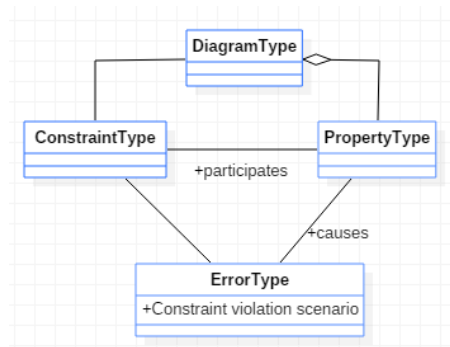 DiagramType
ConstraintType
PropertyType
+participates
+causes
ErrorType
+Constraint violation scenario